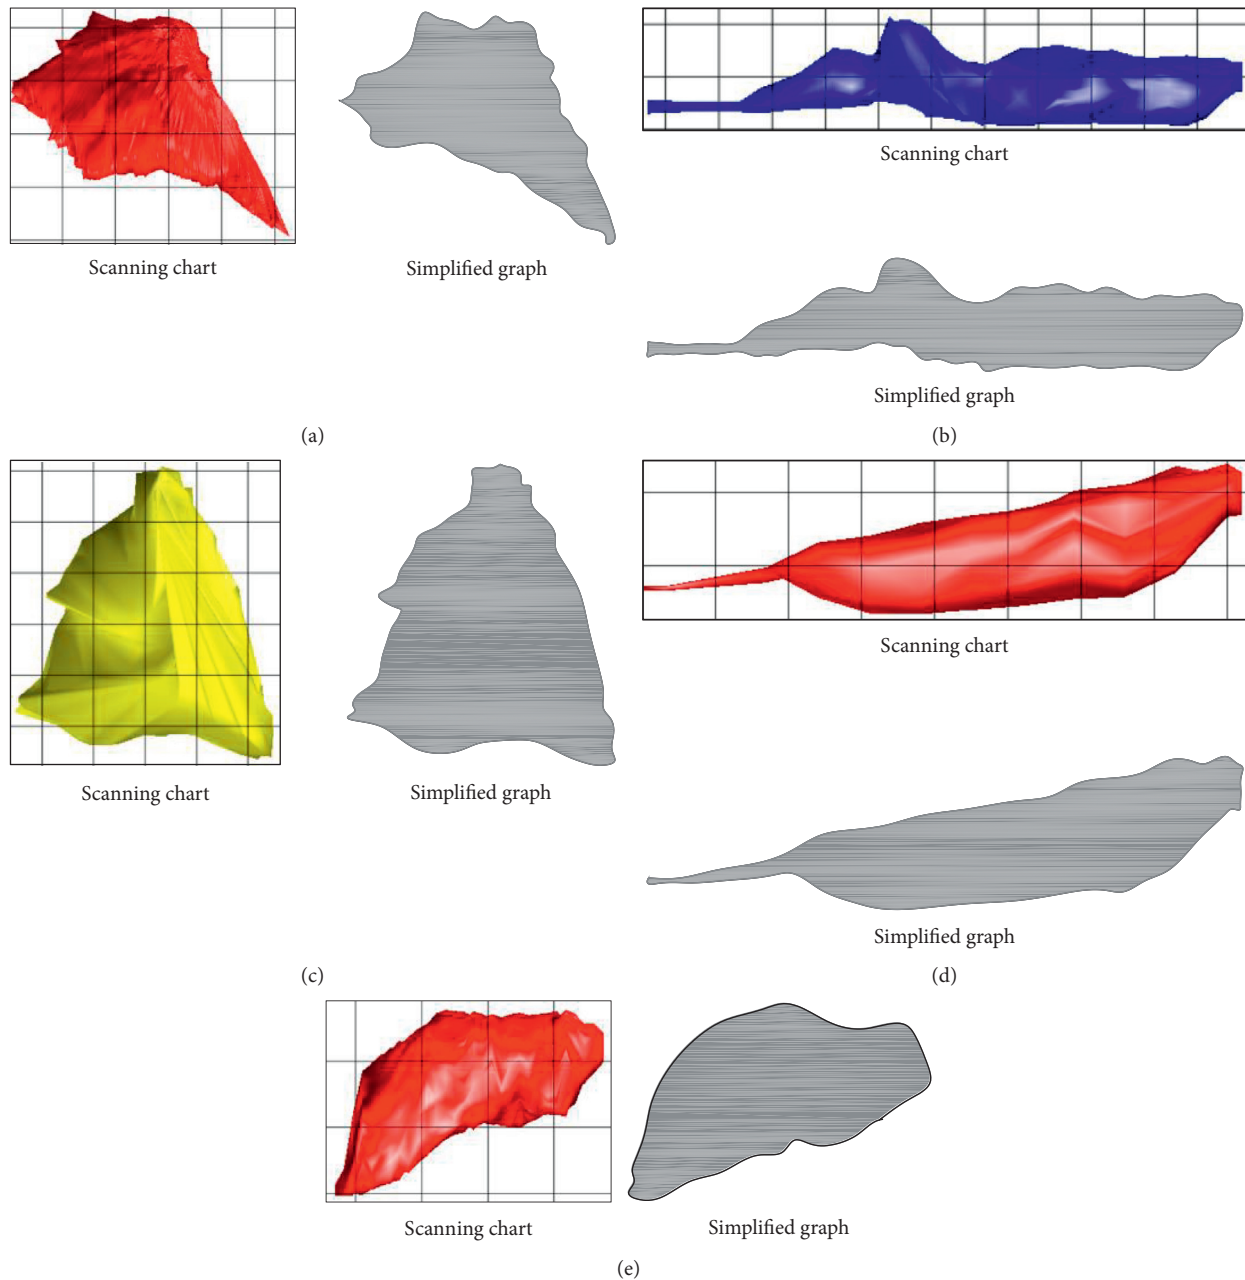 Scanning chart
Simplified graph
(a)
Scanning chart
Simplified graph
(b)
Scanning chart
Simplified graph
(c)
Scanning chart
Simplified graph
(d)
Scanning chart
Simplified graph
(e)